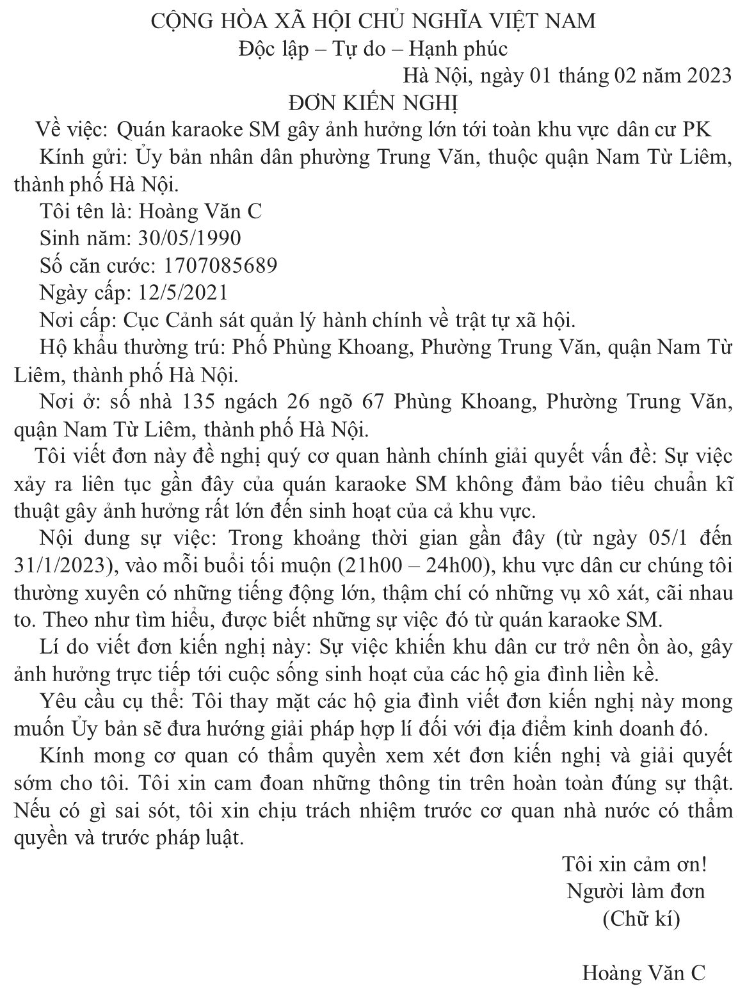 CỘNG HÒA XÃ HỘI CHỦ NGHĨA VIỆT NAM
Độc lập – Tự do – Hạnh phúc
Hà Nội, ngày 01 tháng 02 năm 2023
ĐƠN KIẾN NGHỊ
Về việc: Quán karaoke SM gây ảnh hưởng lớn tới toàn khu vực dân cư PK
Kính gửi: Ủy bản nhân dân phường Trung Văn, thuộc quận Nam Từ Liêm,
thành phố Hà Nội.
Tôi tên là: Hoàng Văn C
Sinh năm: 30/05/1990
Số căn cước: 1707085689
Ngày cấp: 12/5/2021
Nơi cấp: Cục Cảnh sát quản lý hành chính về trật tự xã hội.
Hộ khẩu thường trú: Phố Phùng Khoang, Phường Trung Văn, quận Nam Từ
Liêm, thành phố Hà Nội.
Nơi ở: số nhà 135 ngách 26 ngõ 67 Phùng Khoang, Phường Trung Văn,
quận Nam Từ Liêm, thành phố Hà Nội.
Tôi viết đơn này đề nghị quý cơ quan hành chính giải quyết vấn đề: Sự việc
xảy ra liên tục gần đây của quán karaoke SM không đảm bảo tiêu chuẩn kĩ
thuật gây ảnh hưởng rất lớn đến sinh hoạt của cả khu vực.
Nội dung sự việc: Trong khoảng thời gian gần đây (từ ngày 05/1 đến
31/1/2023), vào mỗi buổi tối muộn (21h00 – 24h00), khu vực dân cư chúng tôi
thường xuyên có những tiếng động lớn, thậm chí có những vụ xô xát, cãi nhau
to. Theo như tìm hiểu, được biết những sự việc đó từ quán karaoke SM.
Lí do viết đơn kiến nghị này: Sự việc khiến khu dân cư trở nên ồn ào, gây
ảnh hưởng trực tiếp tới cuộc sống sinh hoạt của các hộ gia đình liền kề.
Yêu cầu cụ thể: Tôi thay mặt các hộ gia đình viết đơn kiến nghị này mong
muốn Ủy bản sẽ đưa hướng giải pháp hợp lí đối với địa điểm kinh doanh đó.
Kính mong cơ quan có thẩm quyền xem xét đơn kiến nghị và giải quyết
sớm cho tôi. Tôi xin cam đoan những thông tin trên hoàn toàn đúng sự thật.
Nếu có gì sai sót, tôi xin chịu trách nhiệm trước cơ quan nhà nước có thẩm
quyền và trước pháp luật.
Tôi xin cảm ơn!
Người làm đơn
(Chữ kí)
Hoàng Văn C